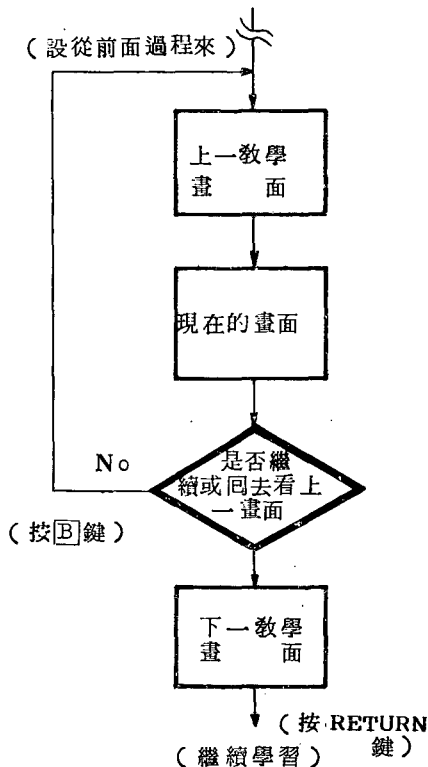 (設從前面過程來)
上一教學
畫面
現在的畫面
No
是否繼
續或囘去看上
一畫面
(按B鍵)
下一教學
畫面
(按 RETURN
鍵)
(繼續學習)